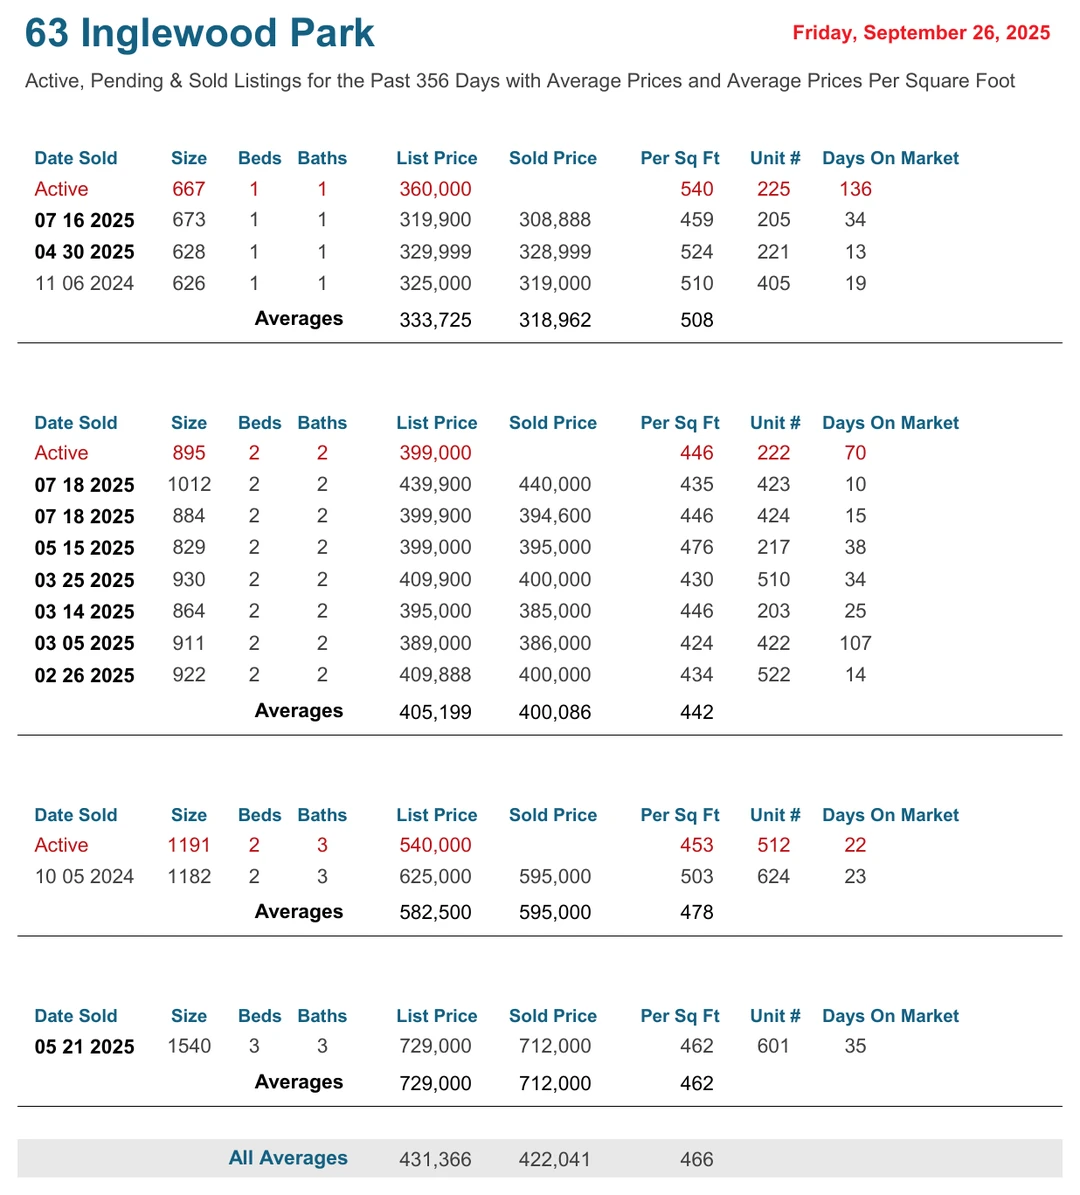 63 Inglewood Park
Friday, September 26, 2025
Active, Pending & Sold Listings for the Past 356 Days with Average Prices and Average Prices Per Square Foot
Date Sold Size Beds Baths List Price Sold Price Per Sq Ft Unit # Days On Market
Active 667 1 1 360,000 540 225 136
07 16 2025 673 1 1 319,900 308,888 459 205 34
04 30 2025 628 1 1 329,999 328,999 524 221 13
11 06 2024 626 1 1 325,000 319,000 510 405 19
Averages 333,725 318,962 508
Date Sold Size Beds Baths List Price Sold Price Per Sq Ft Unit # Days On Market
Active 895 2 2 399,000 446 222 70
07 18 2025 1012 2 2 439,900 440,000 435 423 10
07 18 2025 884 2 2 399,900 394,600 446 424 15
05 15 2025 829 2 2 399,000 395,000 476 217 38
03 25 2025 930 2 2 409,900 400,000 430 510 34
03 14 2025 864 2 2 395,000 385,000 446 203 25
03 05 2025 911 2 2 389,000 386,000 424 422 107
02 26 2025 922 2 2 409,888 400,000 434 522 14
Averages 405,199 400,086 442
Date Sold Size Beds Baths List Price Sold Price Per Sq Ft Unit # Days On Market
Active 1191 2 3 540,000 453 512 22
10 05 2024 1182 2 3 625,000 595,000 503 624 23
Averages 582,500 595,000 478
Date Sold Size Beds Baths List Price Sold Price Per Sq Ft Unit # Days On Market
05 21 2025 1540 3 3 729,000 712,000 462 601 35
Averages 729,000 712,000 462
All Averages 431,366 422,041 466